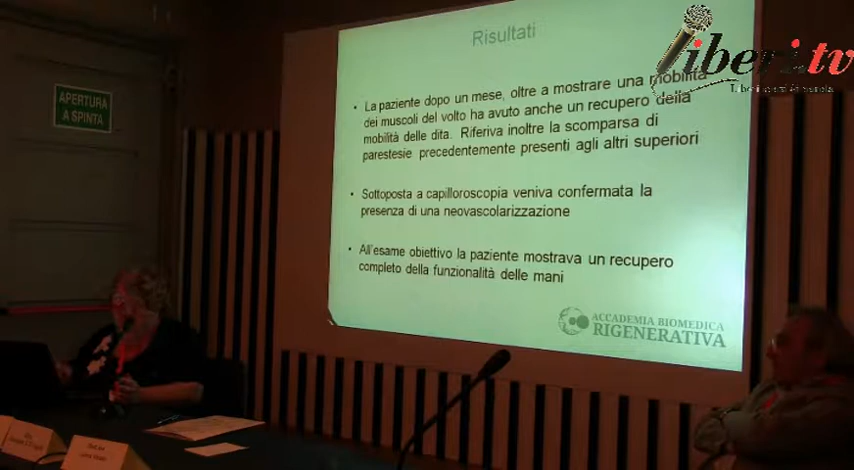 Risultati
iberi.tv
APERTURA
A SPINTA
• La paziente dopo un mese, oltre a mostrare una mobilità
dei muscoli del volto ha avuto anche un recupero della
mobilità delle dita. Riferiva inoltre la scomparsa di
parestesie precedentemente presenti agli altri superiori
• Sottoposta a capilloroscopia veniva confermata la
presenza di una neovascolarizzazione
• All'esame obiettivo la paziente mostrava un recupero
completo della funzionalità delle mani
ACCADEMIA BIOMEDICA
RIGENERATIVA